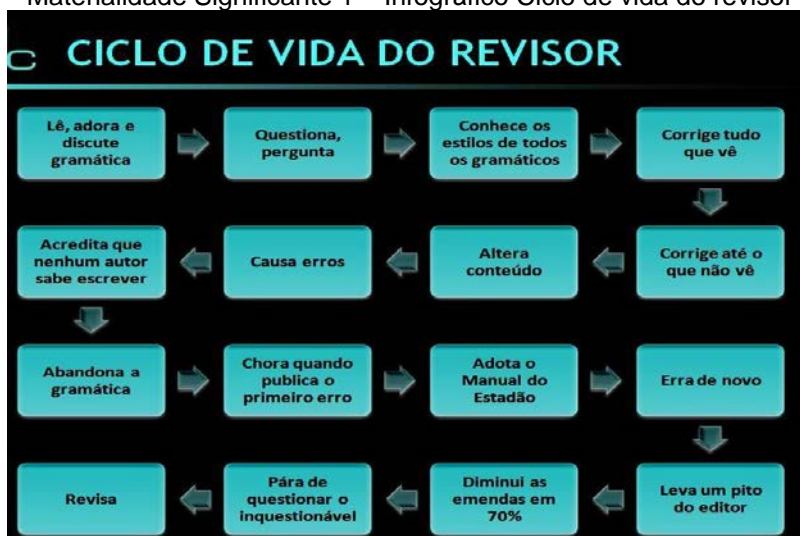 Materialidade Significante 1 – Infográfico Ciclo de vida do revisor
C CICLO DE VIDA DO REVISOR
Lê, adora e
discute
gramática
Questiona,
pergunta
Conhece os
estilos de todos
os gramáticos
Corrige tudo
que vê
Corrige até o
que não vê
Altera
conteúdo
Causa erros
Acredita que
nenhum autor
sabe escrever
Abandona a
gramática
Chora quando
publica o
primeiro erro
Adota o
Manual do
Estadão
Erra de novo
Leva um pito
do editor
Diminui as
emendas em
70%
Pára de
questionar o
inquestionável
Revisa